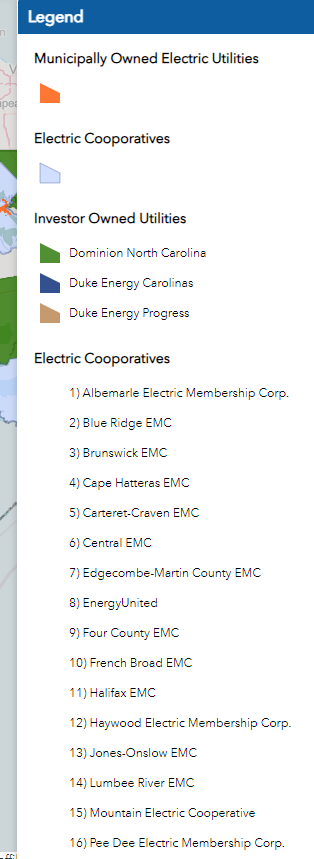 Legend
Municipally Owned Electric Utilities
Electric Cooperatives
Investor Owned Utilities
Dominion North Carolina
Duke Energy Carolinas
Duke Energy Progress
Electric Cooperatives
1) Albemarle Electric Membership Corp.
2) Blue Ridge EMC
3) Brunswick EMC
4) Cape Hatteras EMC
5) Carteret-Craven EMC
6) Central EMC
7) Edgecombe-Martin County EMC
8) EnergyUnited
9) Four County EMC
10) French Broad EMC
11) Halifax EMC
12) Haywood Electric Membership Corp.
13) Jones-Onslow EMC
14) Lumbee River EMC
15) Mountain Electric Cooperative
16) Pee Dee Electric Membership Corp.